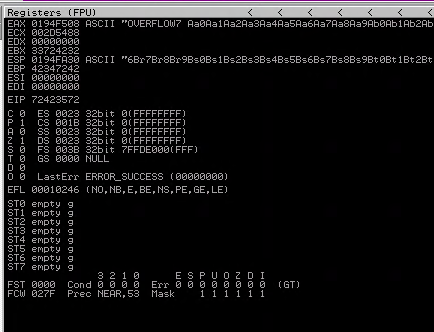 Registers (FPU) < < < < < <
EAX 0194F508 ASCII "OVERFLOW7 Aa0Aa1Aa2Aa3Aa4Aa5Aa6Aa7Aa8Aa9Ab0Ab1Ab2Ab
ECX 002D5488
EDX 00000000
EBX 33724232
ESP 0194FA30 ASCII "6Br7Br8Br9Bs0Bs1Bs2Bs3Bs4Bs5Bs6Bs7Bs8Bs9Bt0Bt1Bt2Bt
EBP 42347242
ESI 00000000
EDI 00000000
EIP 72423572
C 0 ES 0023 32bit 0(FFFFFFFF)
P 1 CS 001B 32bit 0(FFFFFFFF)
A 0 SS 0023 32bit 0(FFFFFFFF)
Z 1 DS 0023 32bit 0(FFFFFFFF)
S 0 FS 003B 32bit 7FFDE000(FFF)
T 0 GS 0000 NULL
D 0
O 0 LastErr ERROR_SUCCESS (00000000)
EFL 00010246 (NO,NB,E,BE,NS,PE,GE,LE)
ST0 empty g
ST1 empty g
ST2 empty g
ST3 empty g
ST4 empty g
ST5 empty g
ST6 empty g
ST7 empty g
3 2 1 0 E S P U O Z D I
FST 0000 Cond 0 0 0 0 Err 0 0 0 0 0 0 0 0 (GT)
FCW 027F Prec NEAR,53 Mask 1 1 1 1 1 1